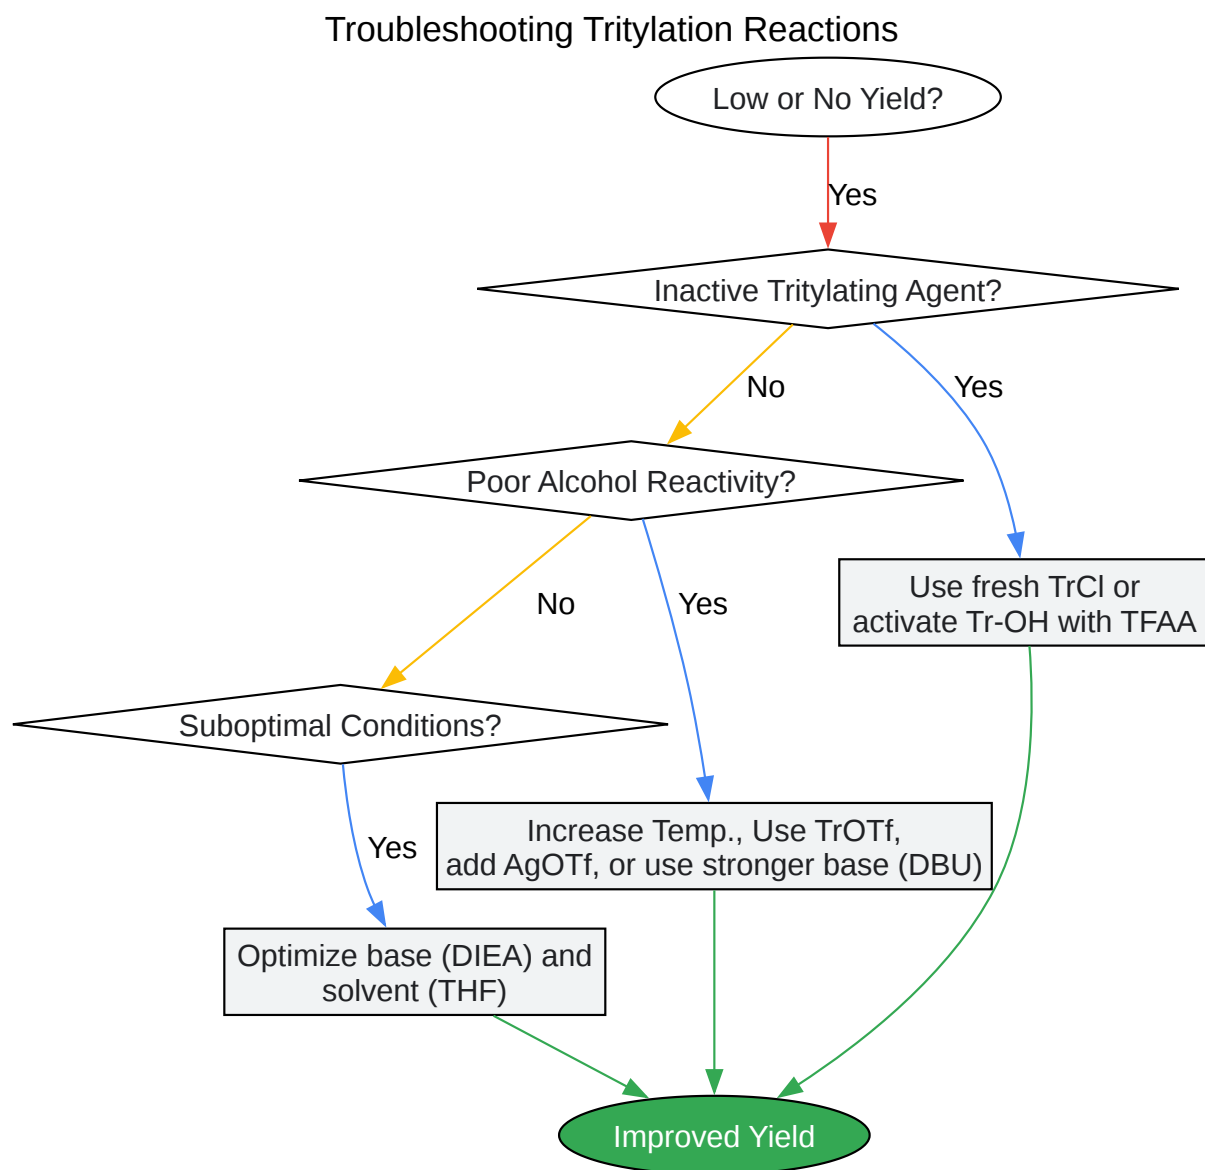 Troubleshooting Tritylation Reactions
Low or No Yield?
Yes
Inactive Tritylating Agent?
No
Yes
Poor Alcohol Reactivity?
Use fresh TrCl or
activate Tr-OH with TFAA
No
Yes
Suboptimal Conditions?
Increase Temp., Use TrOTf,
add AgOTf, or use stronger base (DBU)
Yes
Optimize base (DIEA) and
solvent (THF)
Improved Yield